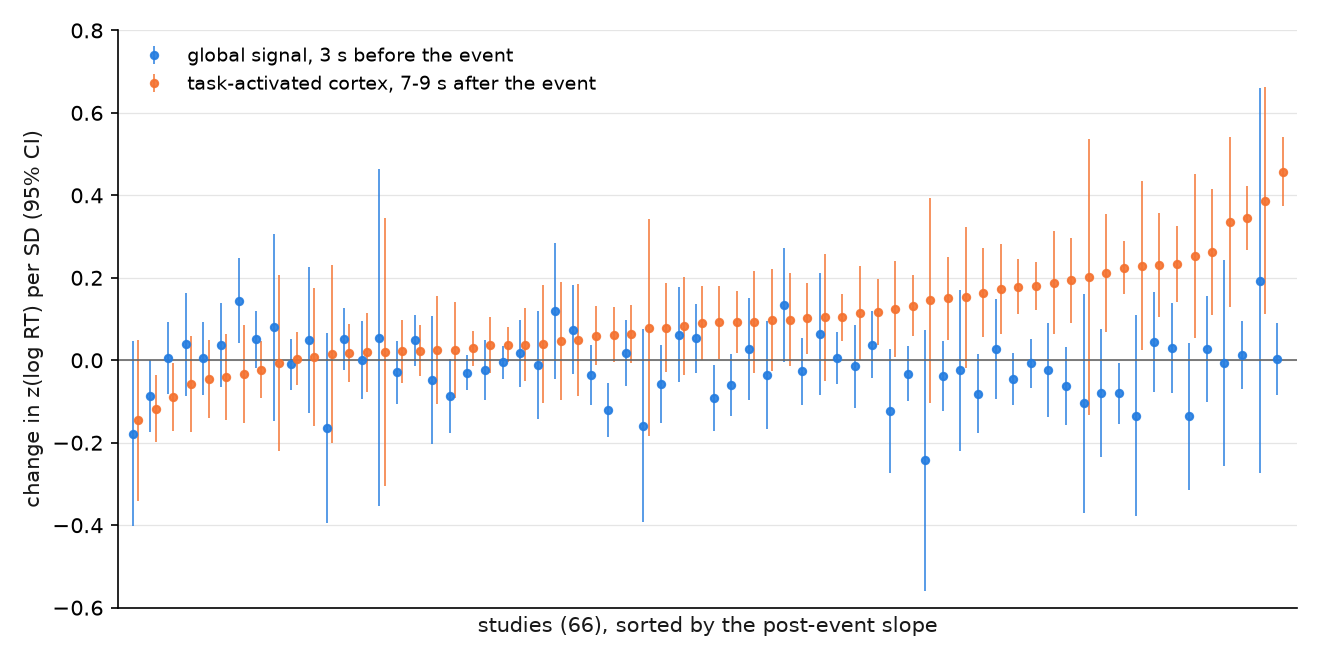 global signal, 3 s before the event
task-activated cortex, 7-9 s after the event
change in z(log RT) per SD (95% CI)
0.8
0.6
0.4
0.2
0.0
−0.2
−0.4
−0.6
studies (66), sorted by the post-event slope